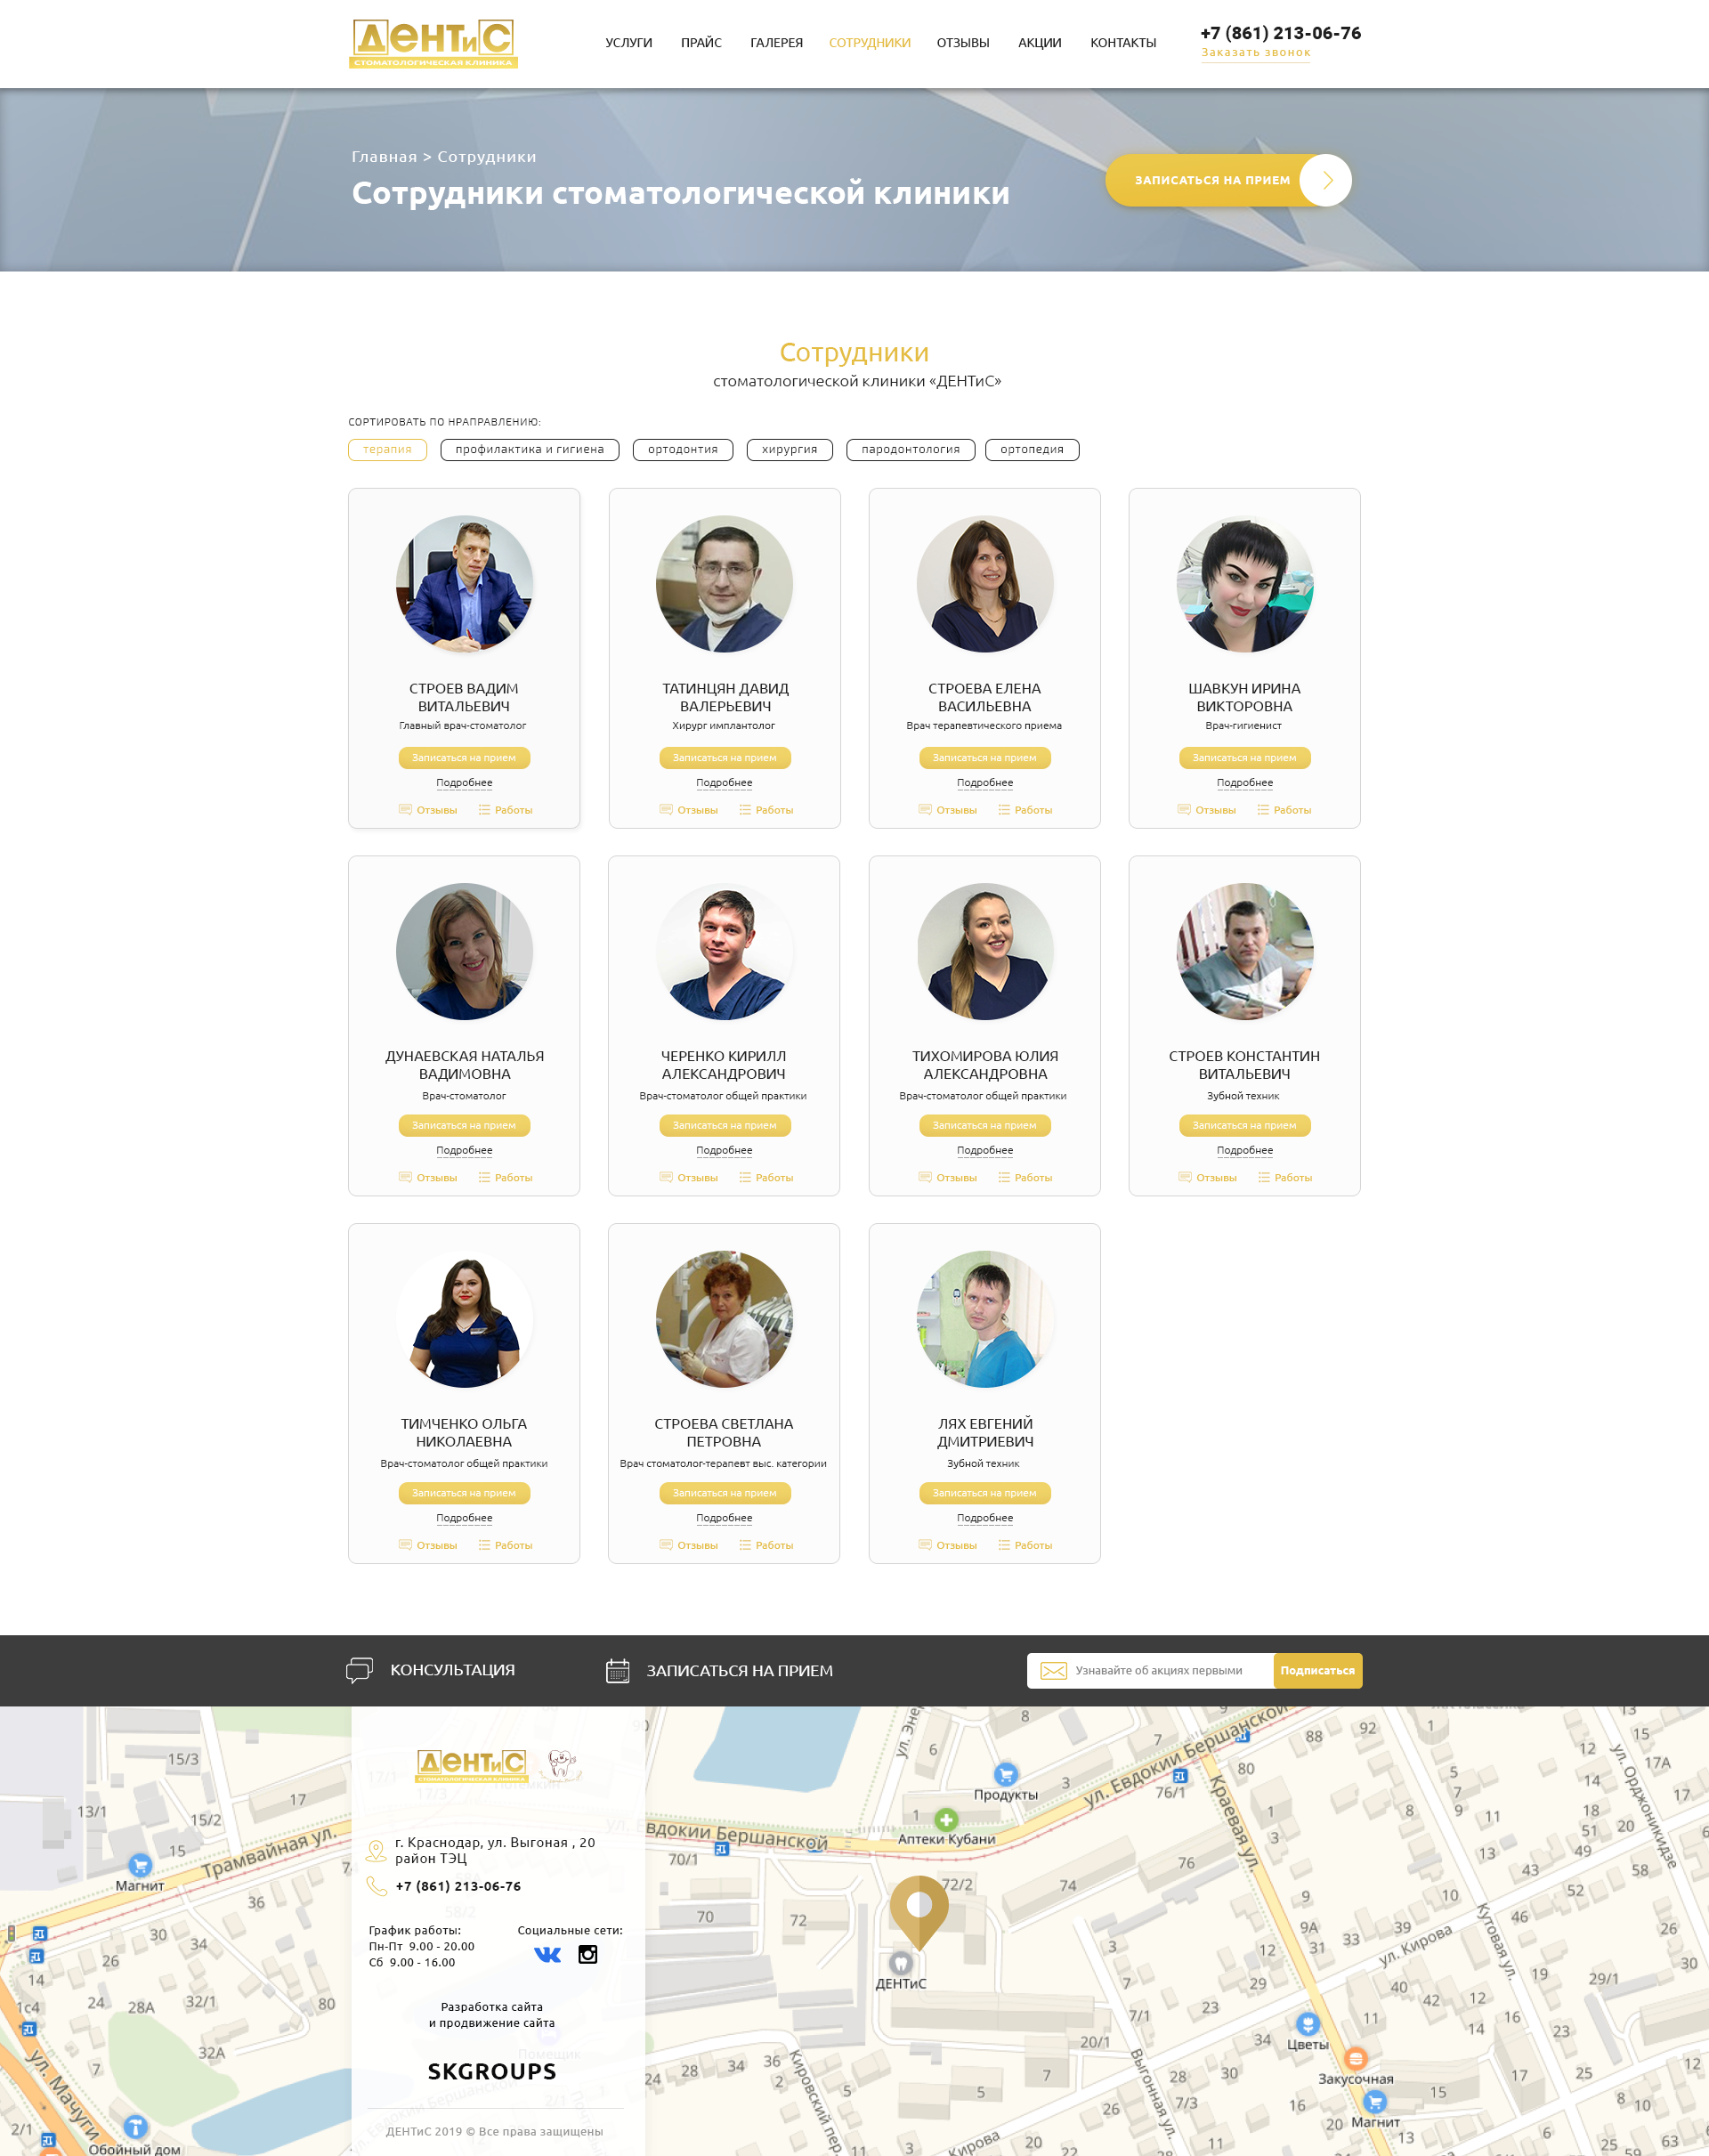 ДЕНТиС
СТОМАТОЛОГИЧЕСКАЯ КЛИНИКА
УСЛУГИ ПРАЙС ГАЛЕРЕЯ СОТРУДНИКИ ОТЗЫВЫ АКЦИИ КОНТАКТЫ
+7 (861) 213-06-76
Заказать звонок
Главная > Сотрудники
Сотрудники стоматологической клиники
ЗАПИСАТЬСЯ НА ПРИЕМ
Сотрудники
стоматологической клиники «ДЕНТиС»
СОРТИРОВАТЬ ПО НРАПРАВЛЕНИЮ:
терапия профилактика и гигиена ортодонтия хирургия пародонтология ортопедия
СТРОЕВ ВАДИМ
ВИТАЛЬЕВИЧ
Главный врач-стоматолог
Записаться на прием
Подробнее
Отзывы Работы
ТАТИНЦЯН ДАВИД
ВАЛЕРЬЕВИЧ
Хирург имплантолог
Записаться на прием
Подробнее
Отзывы Работы
СТРОЕВА ЕЛЕНА
ВАСИЛЬЕВНА
Врач терапевтического приема
Записаться на прием
Подробнее
Отзывы Работы
ШАВКУН ИРИНА
ВИКТОРОВНА
Врач-гигиенист
Записаться на прием
Подробнее
Отзывы Работы
ДУНАЕВСКАЯ НАТАЛЬЯ
ВАДИМОВНА
Врач-стоматолог
Записаться на прием
Подробнее
Отзывы Работы
ЧЕРЕНКО КИРИЛЛ
АЛЕКСАНДРОВИЧ
Врач-стоматолог общей практики
Записаться на прием
Подробнее
Отзывы Работы
ТИХОМИРОВА ЮЛИЯ
АЛЕКСАНДРОВНА
Врач-стоматолог общей практики
Записаться на прием
Подробнее
Отзывы Работы
СТРОЕВ КОНСТАНТИН
ВИТАЛЬЕВИЧ
Зубной техник
Записаться на прием
Подробнее
Отзывы Работы
ТИМЧЕНКО ОЛЬГА
НИКОЛАЕВНА
Врач-стоматолог общей практики
Записаться на прием
Подробнее
Отзывы Работы
СТРОЕВА СВЕТЛАНА
ПЕТРОВНА
Врач стоматолог-терапевт выс. категории
Записаться на прием
Подробнее
Отзывы Работы
ЛЯХ ЕВГЕНИЙ
ДМИТРИЕВИЧ
Зубной техник
Записаться на прием
Подробнее
Отзывы Работы
КОНСУЛЬТАЦИЯ
ЗАПИСАТЬСЯ НА ПРИЕМ
Узнавайте об акциях первыми
Подписаться
ДЕНТиС
СТОМАТОЛОГИЧЕСКАЯ КЛИНИКА
г. Краснодар, ул. Выгоная , 20
район ТЭЦ
+7 (861) 213-06-76
График работы:
Пн-Пт 9.00 - 20.00
Сб 9.00 - 16.00
Социальные сети:
Разработка сайта
и продвижение сайта
SKGROUPS
ДЕНТиС 2019 © Все права защищены
Трамвайная ул.
Магнит
ул. Мачуги
Обойный дом
ул. Евдокии Бершанской
ул. Евдокии Бершанской
Продукты
Аптеки Кубани
ДЕНТиС
Краевая ул.
ул. Орджоникидзе
ул. Кирова
Кутовая ул.
Цветы
Закусочная
Магнит
Выгонная ул.
Кировский пер.
Кирова